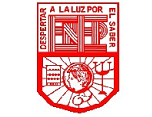 DESPERTAR
A LA LUZ POR
EL SABER
ENP